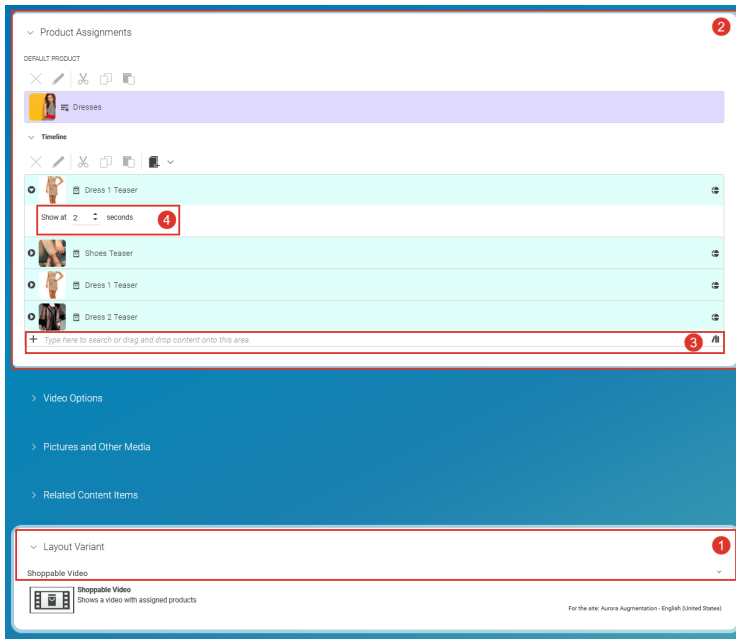 Product Assignments
2
DEFAULT PRODUCT
Dresses
Timeline
Dress 1 Teaser
Show at 2 seconds
4
Shoes Teaser
Dress 1 Teaser
Dress 2 Teaser
Type here to search or drag and drop content onto this area.
3
Video Options
Pictures and Other Media
Related Content Items
Layout Variant
1
Shoppable Video
Shoppable Video
Shows a video with assigned products
For the site: Aurora Augmentation - English (United States)